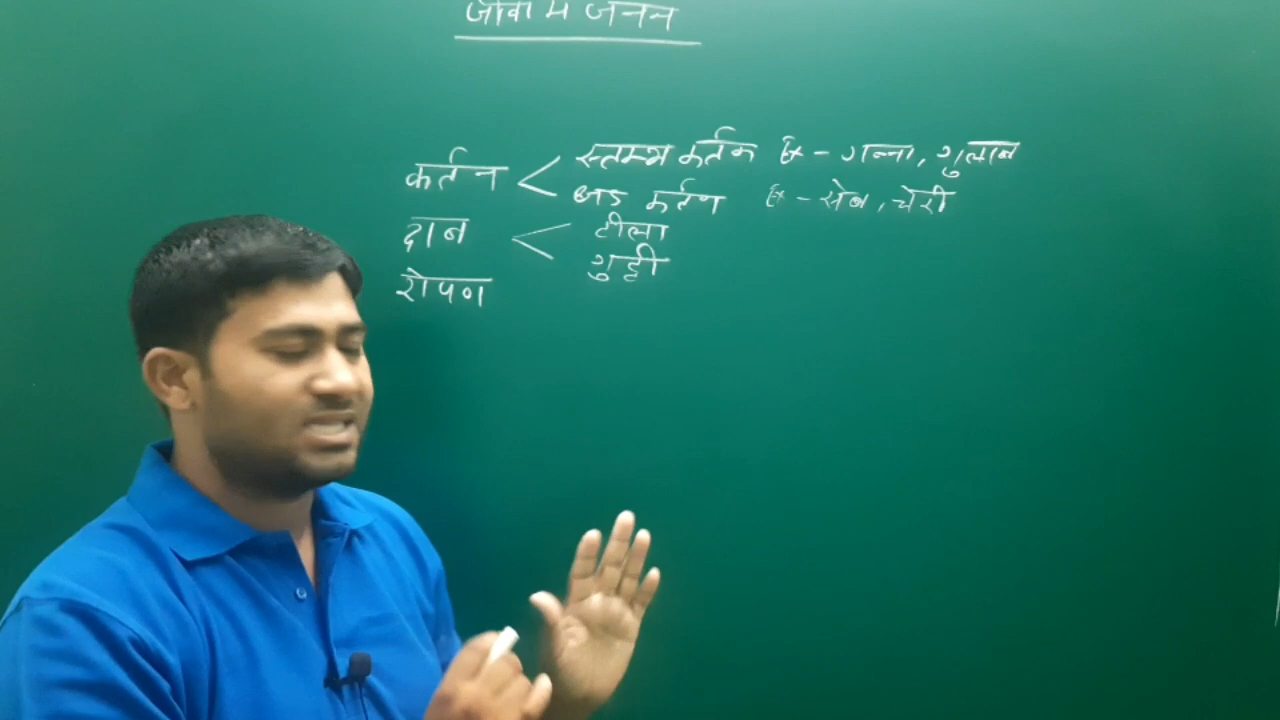 जीवों में जनन
कर्तन < स्तम्भ कर्तक Ex - गन्ना, गुलाब
जड़ कर्तन Ex - सेब, चेरी
दाब < टीला
गुट्टी
रोपण